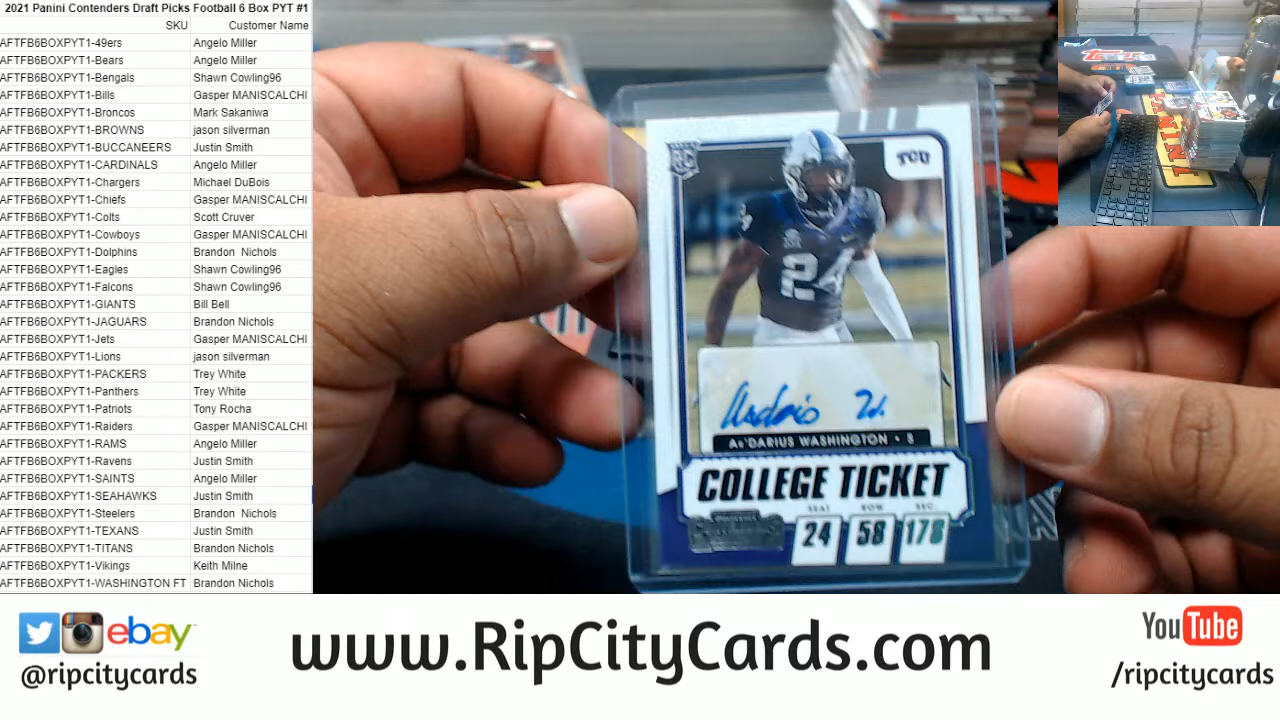 2021 Panini Contenders Draft Picks Football 6 Box PYT #1
SKU Customer Name
AFTFB6BOXPYT1-49ers Angelo Miller
AFTFB6BOXPYT1-Bears Angelo Miller
AFTFB6BOXPYT1-Bengals Shawn Cowling96
AFTFB6BOXPYT1-Bills Gasper MANISCALCHI
AFTFB6BOXPYT1-Broncos Mark Sakaniwa
AFTFB6BOXPYT1-BROWNS jason silverman
AFTFB6BOXPYT1-BUCCANEERS Justin Smith
AFTFB6BOXPYT1-CARDINALS Angelo Miller
AFTFB6BOXPYT1-Chargers Michael DuBois
AFTFB6BOXPYT1-Chiefs Gasper MANISCALCHI
AFTFB6BOXPYT1-Colts Scott Cruver
AFTFB6BOXPYT1-Cowboys Gasper MANISCALCHI
AFTFB6BOXPYT1-Dolphins Brandon Nichols
AFTFB6BOXPYT1-Eagles Shawn Cowling96
AFTFB6BOXPYT1-Falcons Shawn Cowling96
AFTFB6BOXPYT1-GIANTS Bill Bell
AFTFB6BOXPYT1-JAGUARS Brandon Nichols
AFTFB6BOXPYT1-Jets Gasper MANISCALCHI
AFTFB6BOXPYT1-Lions jason silverman
AFTFB6BOXPYT1-PACKERS Trey White
AFTFB6BOXPYT1-Panthers Trey White
AFTFB6BOXPYT1-Patriots Tony Rocha
AFTFB6BOXPYT1-Raiders Gasper MANISCALCHI
AFTFB6BOXPYT1-RAMS Angelo Miller
AFTFB6BOXPYT1-Ravens Justin Smith
AFTFB6BOXPYT1-SAINTS Angelo Miller
AFTFB6BOXPYT1-SEAHAWKS Justin Smith
AFTFB6BOXPYT1-Steelers Brandon Nichols
AFTFB6BOXPYT1-TEXANS Justin Smith
AFTFB6BOXPYT1-TITANS Brandon Nichols
AFTFB6BOXPYT1-Vikings Keith Milne
AFTFB6BOXPYT1-WASHINGTON FT Brandon Nichols
RC
TCU
24
AR'DARIUS WASHINGTON • S
COLLEGE TICKET
SEAT ROW SEC
24 58 178
PANINI
ebay
@ripcitycards
www.RipCityCards.com
YouTube
/ripcitycards